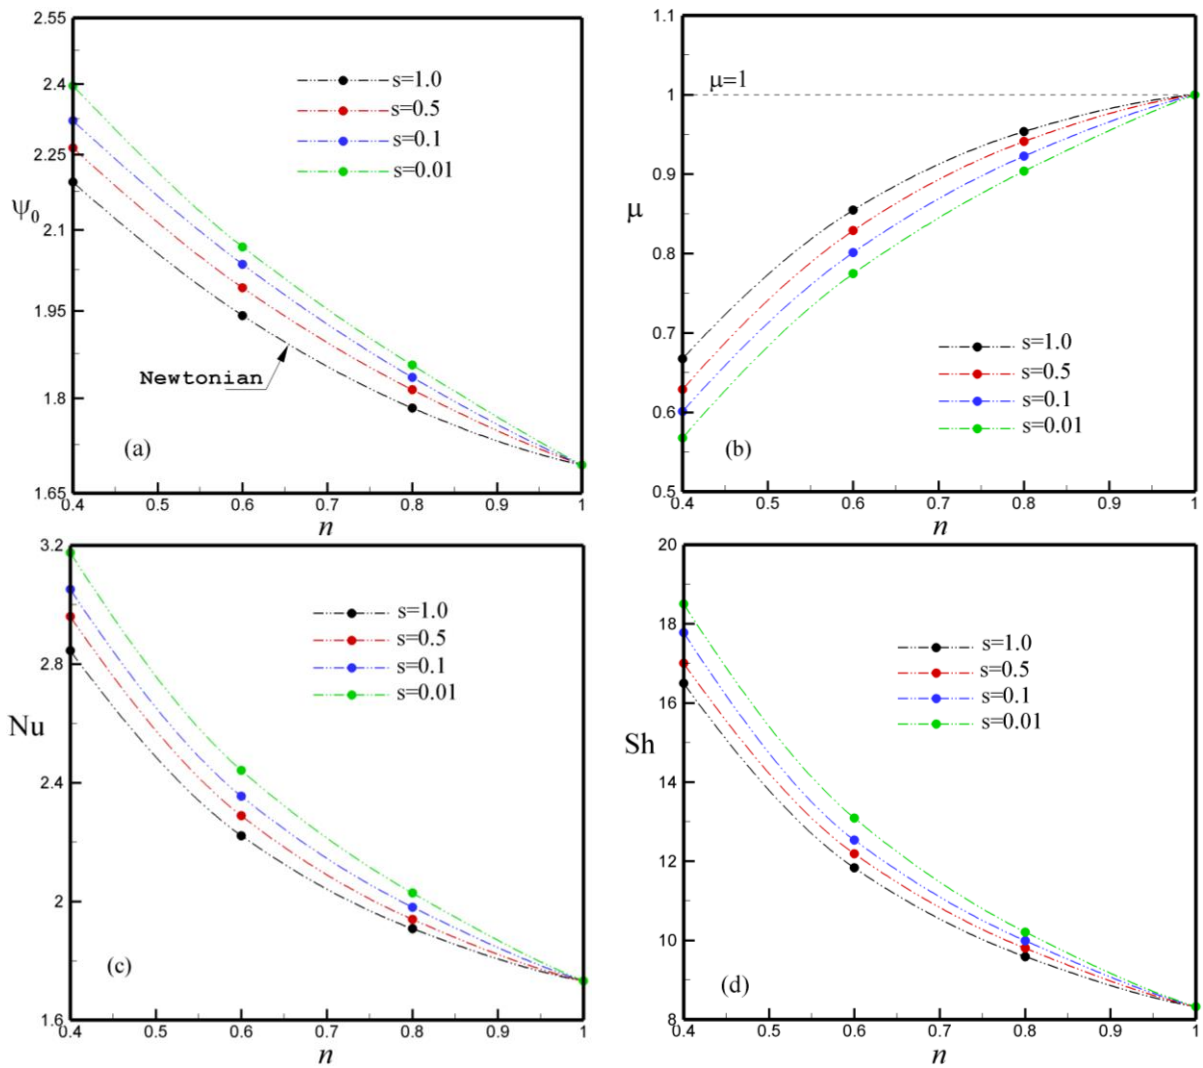 2.55
2.4
2.25
2.1
1.95
1.8
1.65
ψ₀
s=1.0
s=0.5
s=0.1
s=0.01
Newtonian
(a)
0.4 0.5 0.6 0.7 0.8 0.9 1
n
1.1
1
0.9
0.8
0.7
0.6
0.5
μ
μ=1
s=1.0
s=0.5
s=0.1
s=0.01
(b)
0.4 0.5 0.6 0.7 0.8 0.9 1
n
3.2
2.8
2.4
2
1.6
Nu
s=1.0
s=0.5
s=0.1
s=0.01
(c)
0.4 0.5 0.6 0.7 0.8 0.9 1
n
20
18
16
14
12
10
8
Sh
s=1.0
s=0.5
s=0.1
s=0.01
(d)
0.4 0.5 0.6 0.7 0.8 0.9 1
n